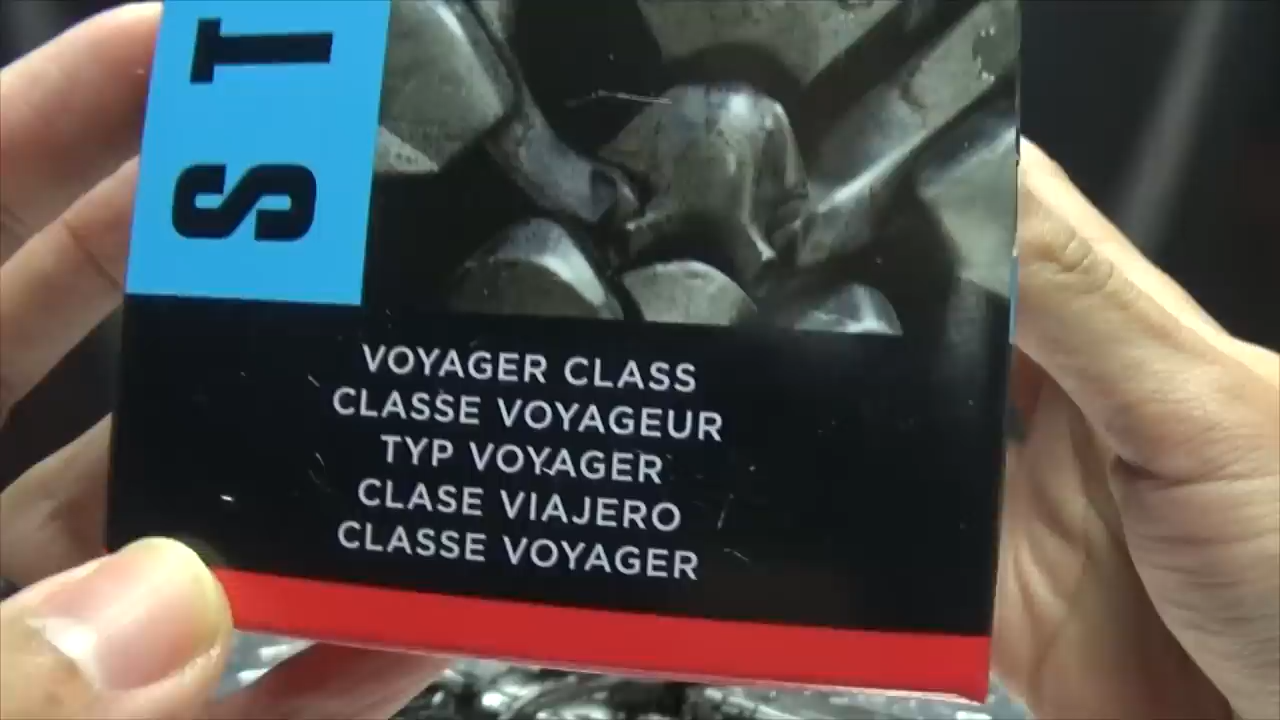 ST
VOYAGER CLASS
CLASSE VOYAGEUR
TYP VOYAGER
CLASE VIAJERO
CLASSE VOYAGER